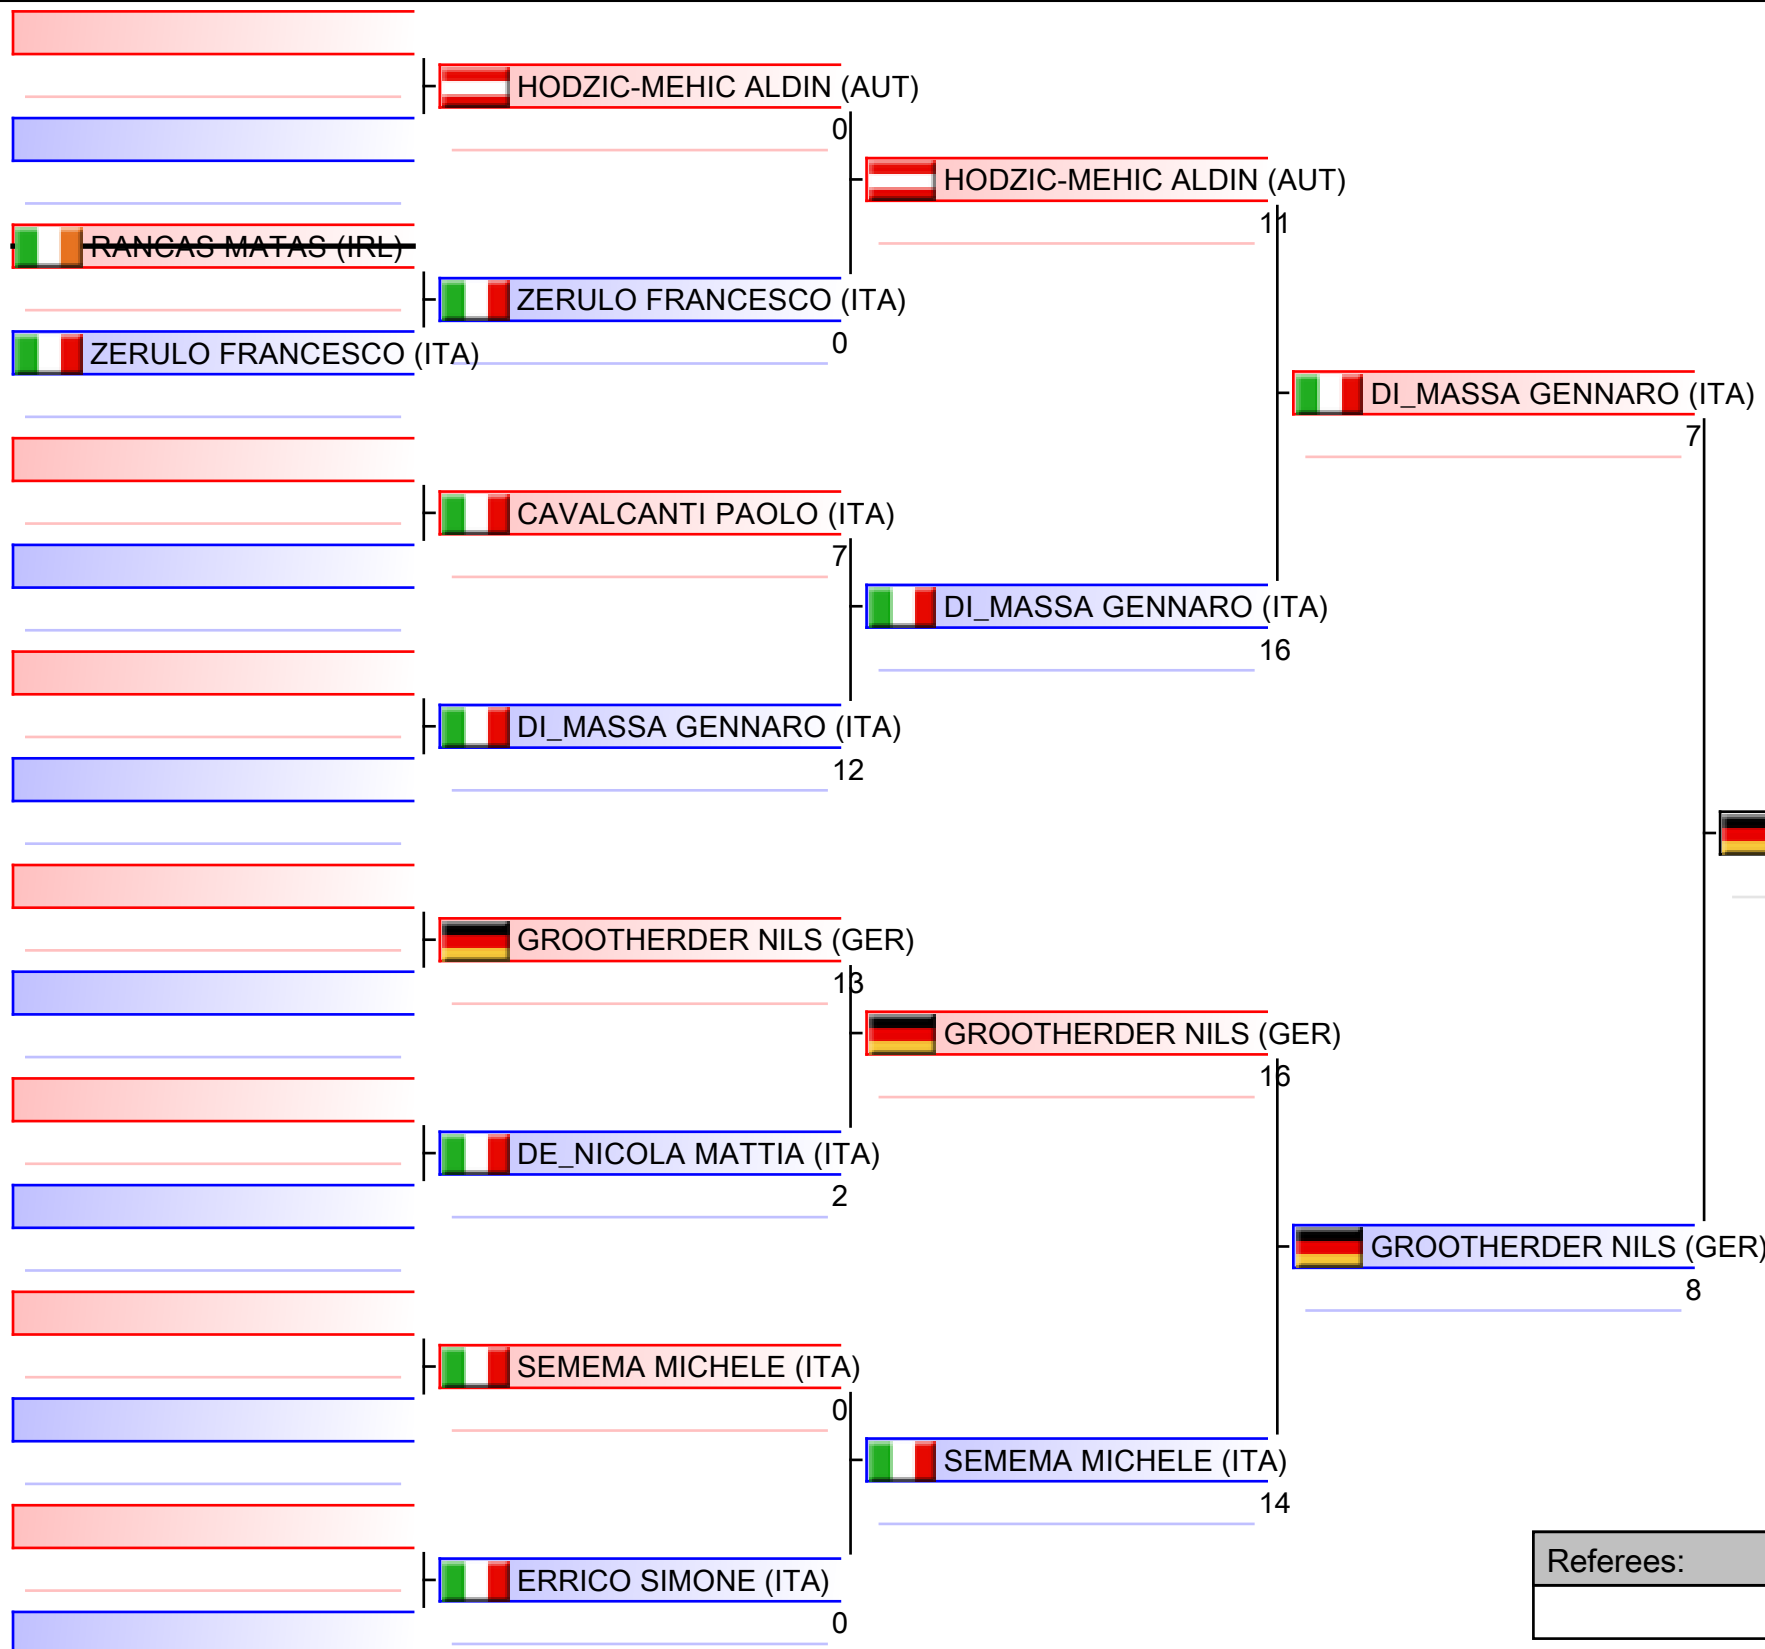 HODZIC-MEHIC ALDIN (AUT)
0
HODZIC-MEHIC ALDIN (AUT)
11
RANCAS MATAS (IRL)
ZERULO FRANCESCO (ITA)
0
ZERULO FRANCESCO (ITA)
DI_MASSA GENNARO (ITA)
7
CAVALCANTI PAOLO (ITA)
7
DI_MASSA GENNARO (ITA)
16
DI_MASSA GENNARO (ITA)
12
GROOTHERDER NILS (GER)
13
GROOTHERDER NILS (GER)
16
DE_NICOLA MATTIA (ITA)
2
GROOTHERDER NILS (GER)
8
SEMEMA MICHELE (ITA)
0
SEMEMA MICHELE (ITA)
14
ERRICO SIMONE (ITA)
0
Referees: